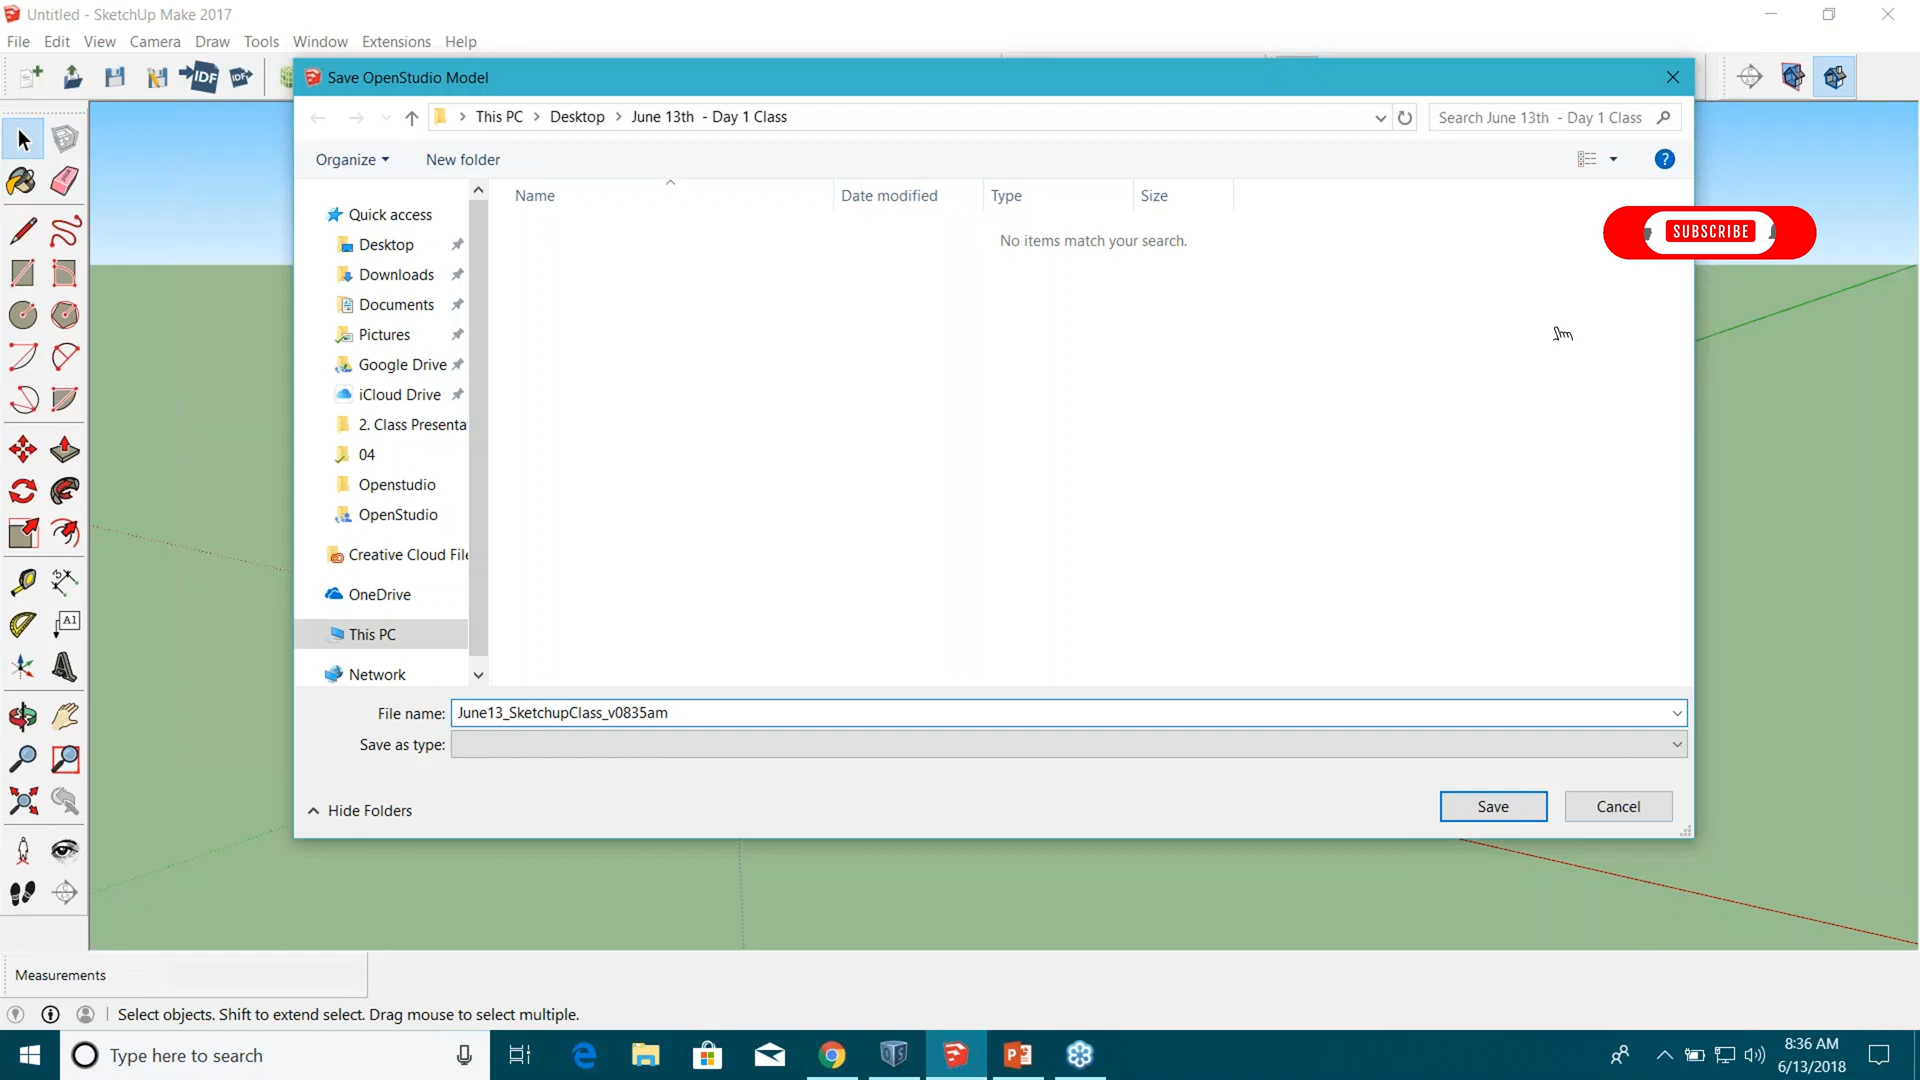 Untitled - SketchUp Make 2017
File Edit View Camera Draw Tools Window Extensions Help
IDF IDF
Save OpenStudio Model
This PC > Desktop > June 13th - Day 1 Class
Search June 13th - Day 1 Class
Organize
New folder
Name
Date modified
Type
Size
No items match your search.
SUBSCRIBE
Quick access
Desktop
Downloads
Documents
Pictures
Google Drive
iCloud Drive
2. Class Presenta
04
Openstudio
OpenStudio
Creative Cloud File
OneDrive
This PC
Network
A1
File name: June13_SketchupClass_v0835am
Save as type:
Hide Folders
Save
Cancel
Measurements
Select objects. Shift to extend select. Drag mouse to select multiple.
Type here to search
8:36 AM
6/13/2018